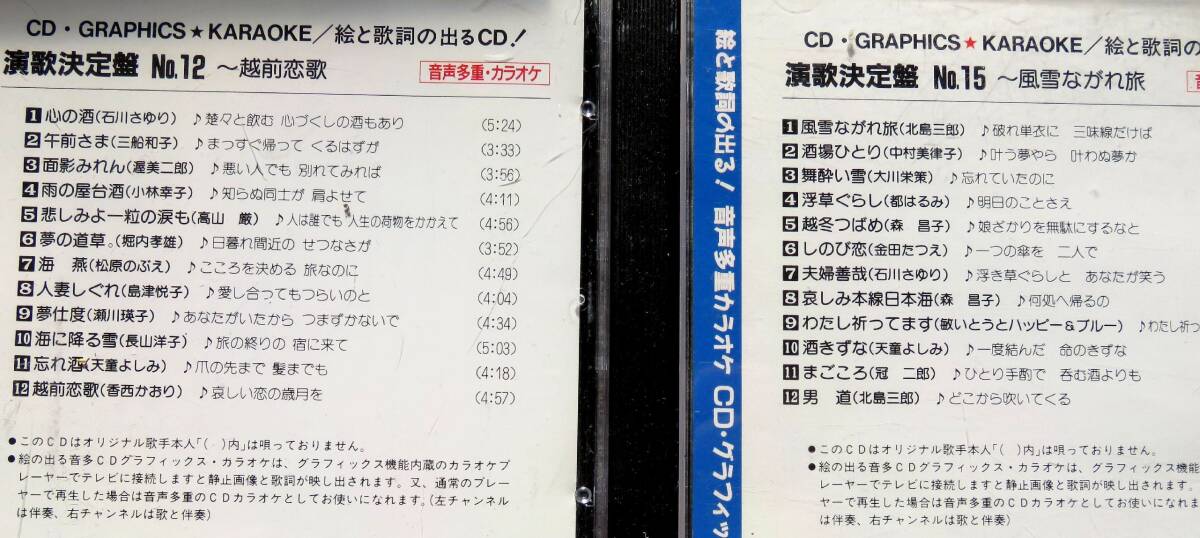 CD・GRAPHICS★KARAOKE/絵と歌詞の出るCD!
演歌決定盤 No.12 ～越前恋歌
音声多重・カラオケ
1 心の酒(石川さゆり) ♪楚々と飲む 心づくしの酒もあり (5:24)
2 午前さま(三船和子) ♪まっすぐ帰って くるはずが (3:33)
3 面影みれん(渥美二郎) ♪悪い人でも 別れてみれば (3:56)
4 雨の屋台酒(小林幸子) ♪知らぬ同士が 肩よせて (4:11)
5 悲しみよ一粒の涙も(高山 厳) ♪人は誰でも 人生の荷物をかかえて (4:56)
6 夢の道草。(堀内孝雄) ♪日暮れ間近の せつなさが (3:52)
7 海 燕(松原のぶえ) ♪こころを決める 旅なのに (4:49)
8 人妻しぐれ(島津悦子) ♪愛し合ってもつらいのと (4:04)
9 夢仕度(瀬川瑛子) ♪あなたがいたから つまずかないで (4:34)
10 海に降る雪(長山洋子) ♪旅の終りの 宿に来て (5:03)
11 忘れ酒(天童よしみ) ♪爪の先まで 髪までも (4:18)
12 越前恋歌(香西かおり) ♪哀しい恋の歳月を (4:57)
●このCDはオリジナル歌手本人「( )内」は唄っておりません。
●絵の出る音多CDグラフィックス・カラオケは、グラフィックス機能内蔵のカラオケプ
レーヤーでテレビに接続しますと静止画像と歌詞が映し出されます。又、通常のプレー
ヤーで再生した場合は音声多重のCDカラオケとしてお使いになれます。(左チャンネル
は伴奏、右チャンネルは歌と伴奏)
絵と歌詞の出る! 音声多重カラオケ CD・グラフィッ
CD・GRAPHICS★KARAOKE/絵と歌詞の
演歌決定盤 No.15 ～風雪ながれ旅
1 風雪ながれ旅(北島三郎) ♪破れ単衣に 三味線だけば
2 酒場ひとり(中村美律子) ♪叶う夢やら 叶わぬ夢か
3 舞酔い雪(大川栄策) ♪忘れていたのに
4 浮草ぐらし(都はるみ) ♪明日のことさえ
5 越冬つばめ(森 昌子) ♪娘ざかりを無駄にするなと
6 しのび恋(金田たつえ) ♪一つの傘を 二人で
7 夫婦善哉(石川さゆり) ♪浮き草ぐらしと あなたが笑う
8 哀しみ本線日本海(森 昌子) ♪何処へ帰るの
9 わたし祈ってます(敏いとうとハッピー&ブルー) ♪わたし祈っ
10 酒きずな(天童よしみ) ♪一度結んだ 命のきずな
11 まごころ(冠 二郎) ♪ひとり手酌で 呑む酒よりも
12 男 道(北島三郎) ♪どこから吹いてくる
●このCDはオリジナル歌手本人「( )内」は唄っておりません。
●絵の出る音多CDグラフィックス・カラオケは、グラフィックス機能
レーヤーでテレビに接続しますと静止画像と歌詞が映し出されます。
ヤーで再生した場合は音声多重のCDカラオケとしてお使いになれま
は伴奏、右チャンネルは歌と伴奏)